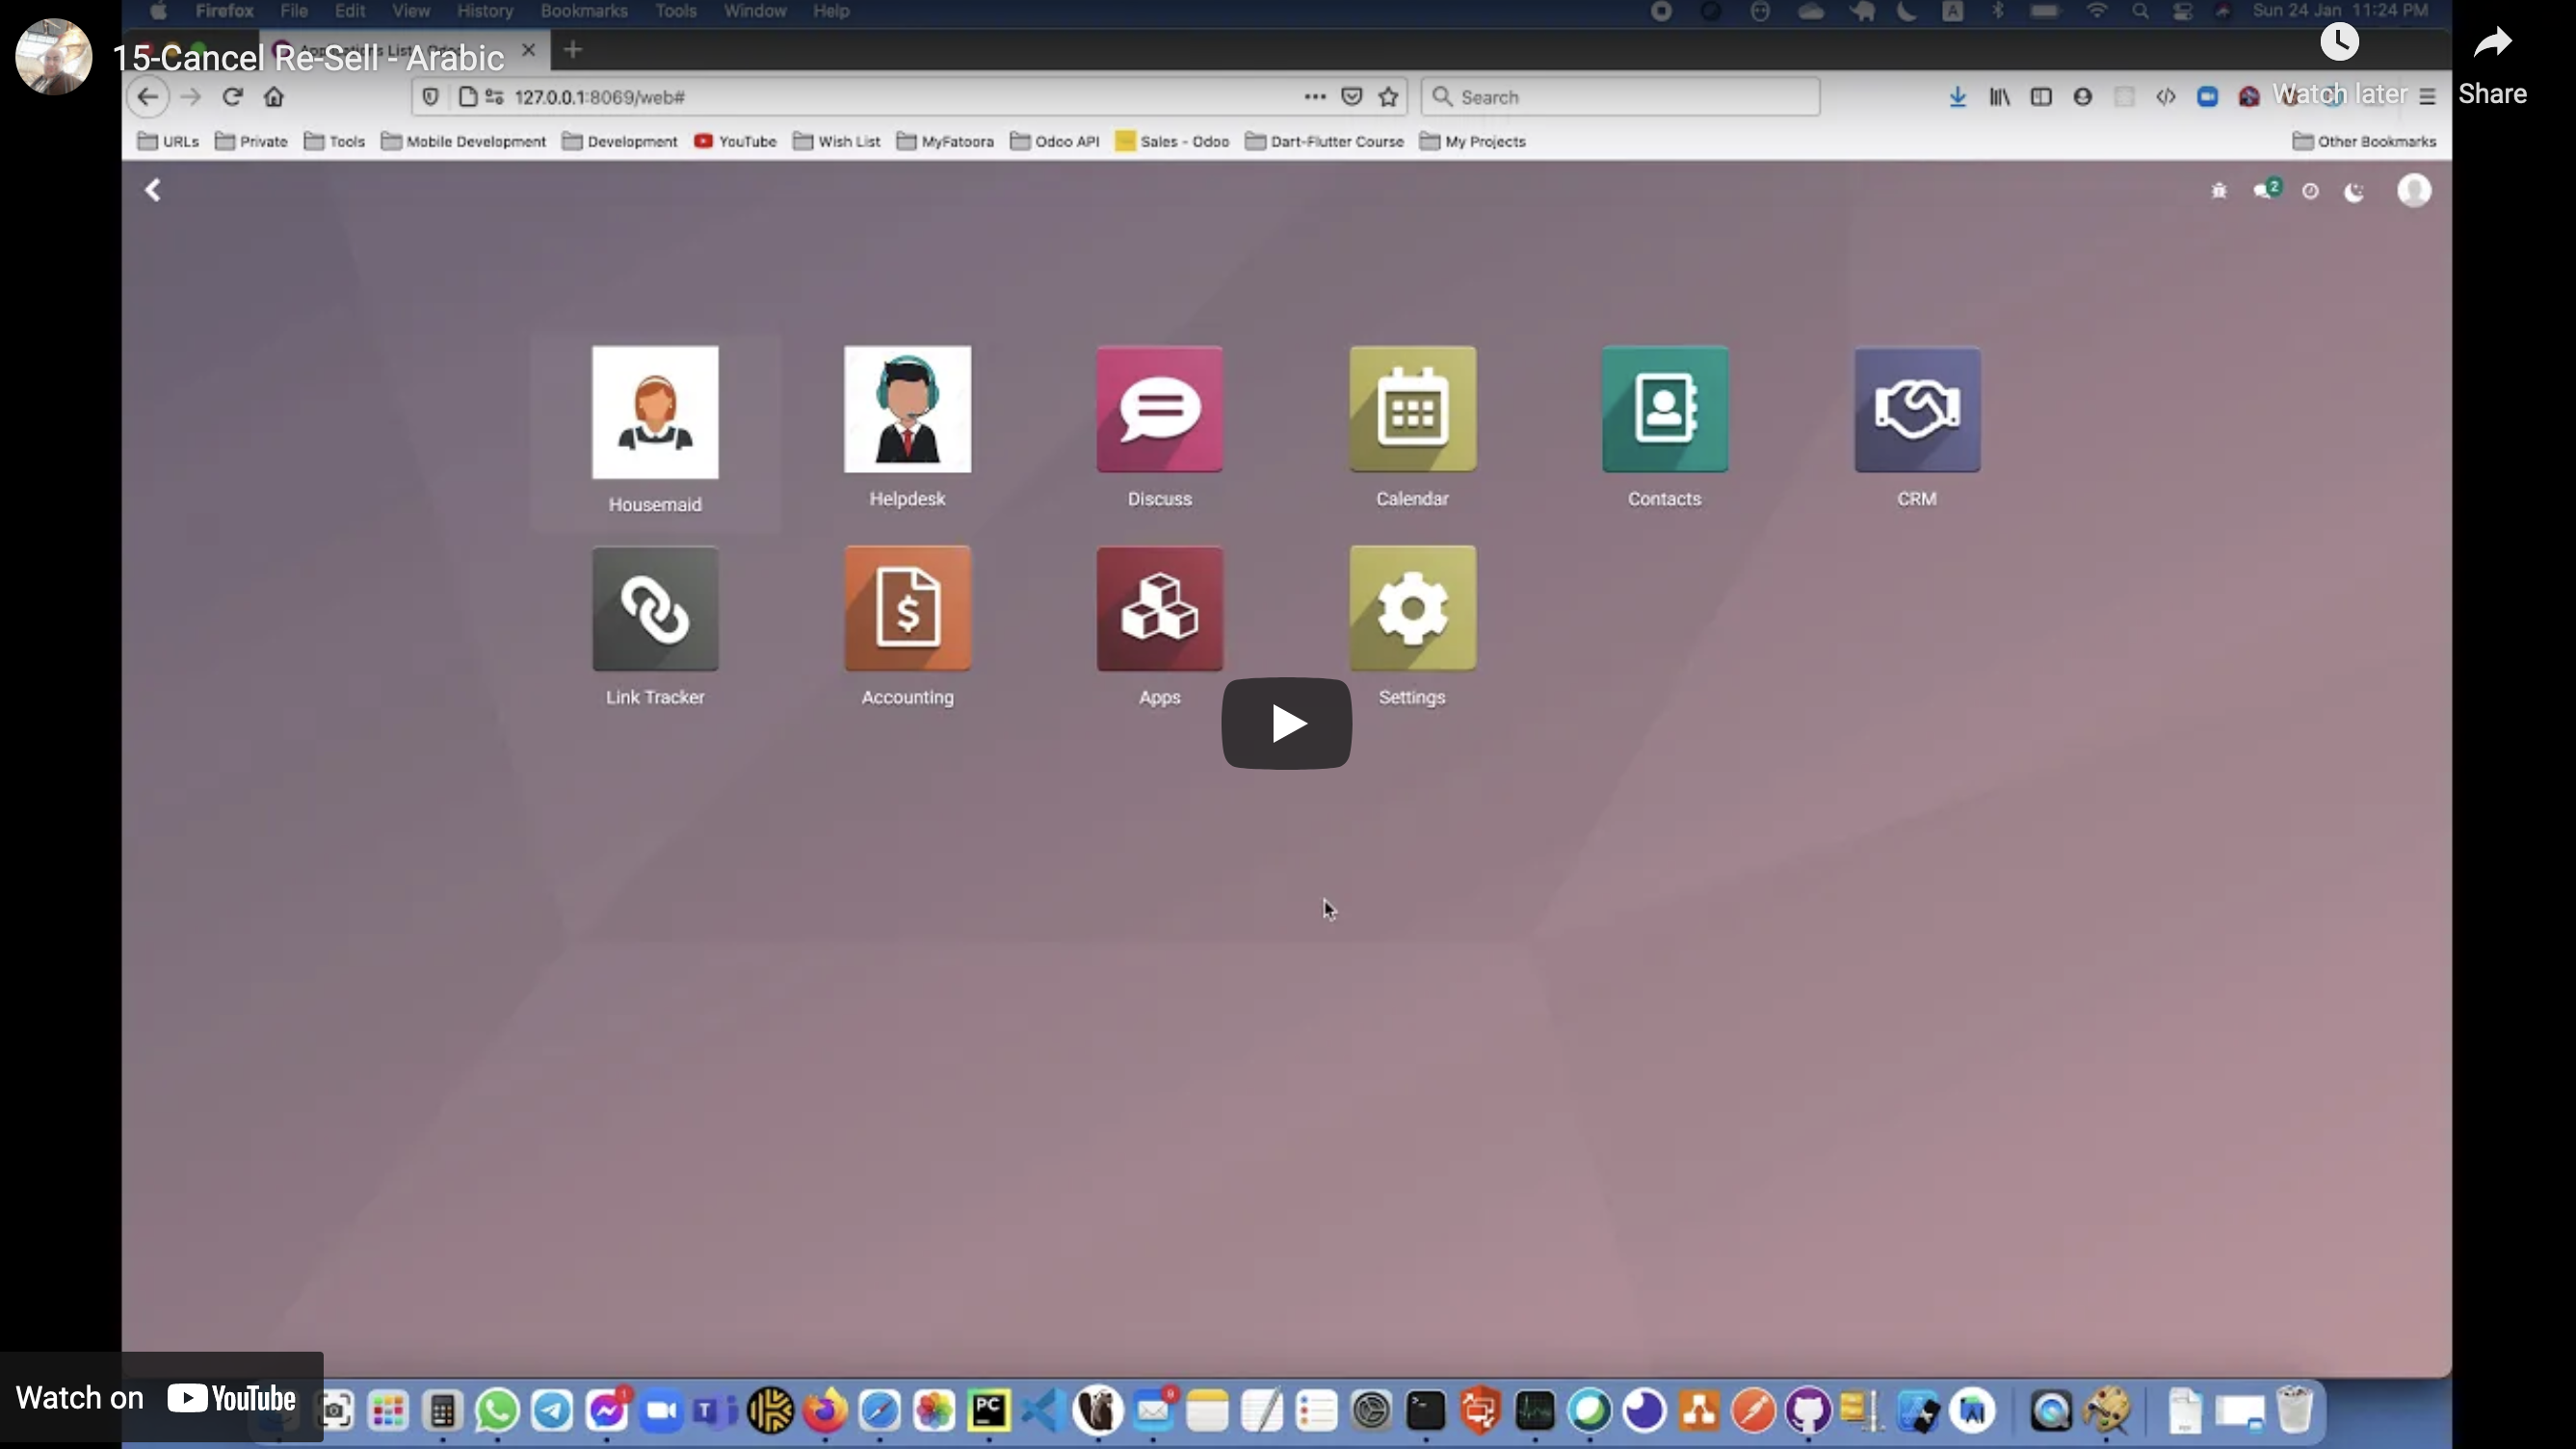 Firefox File Edit View History Bookmarks Tools Window Help
Sun 24 Jan 11:24 PM
15-Cancel Re-Sell - Arabic
127.0.0.1:8069/web#
Search
Watch later
Share
URLs Private Tools Mobile Development Development YouTube Wish List MyFatoora Odoo API Sales - Odoo Dart-Flutter Course My Projects Other Bookmarks
2
Housemaid Helpdesk Discuss Calendar Contacts CRM
Link Tracker Accounting Apps Settings
Watch on YouTube